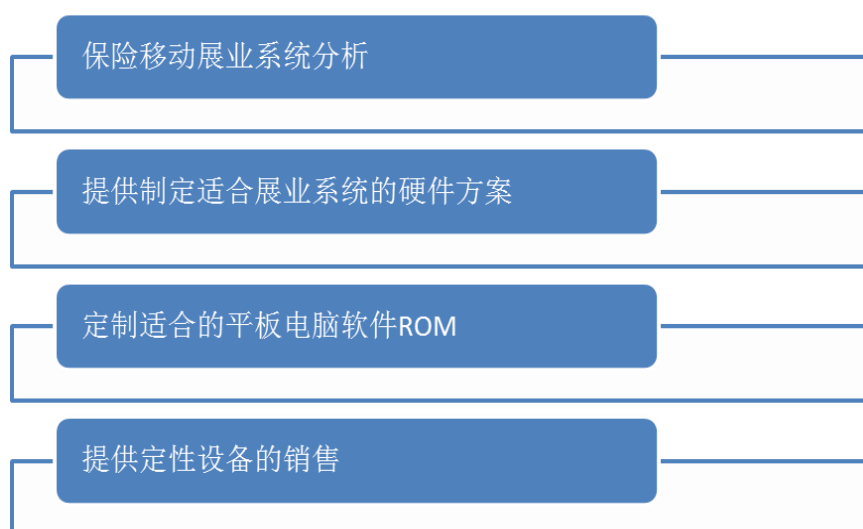 保险移动展业系统分析
提供制定适合展业系统的硬件方案
定制适合的平板电脑软件ROM
提供定性设备的销售